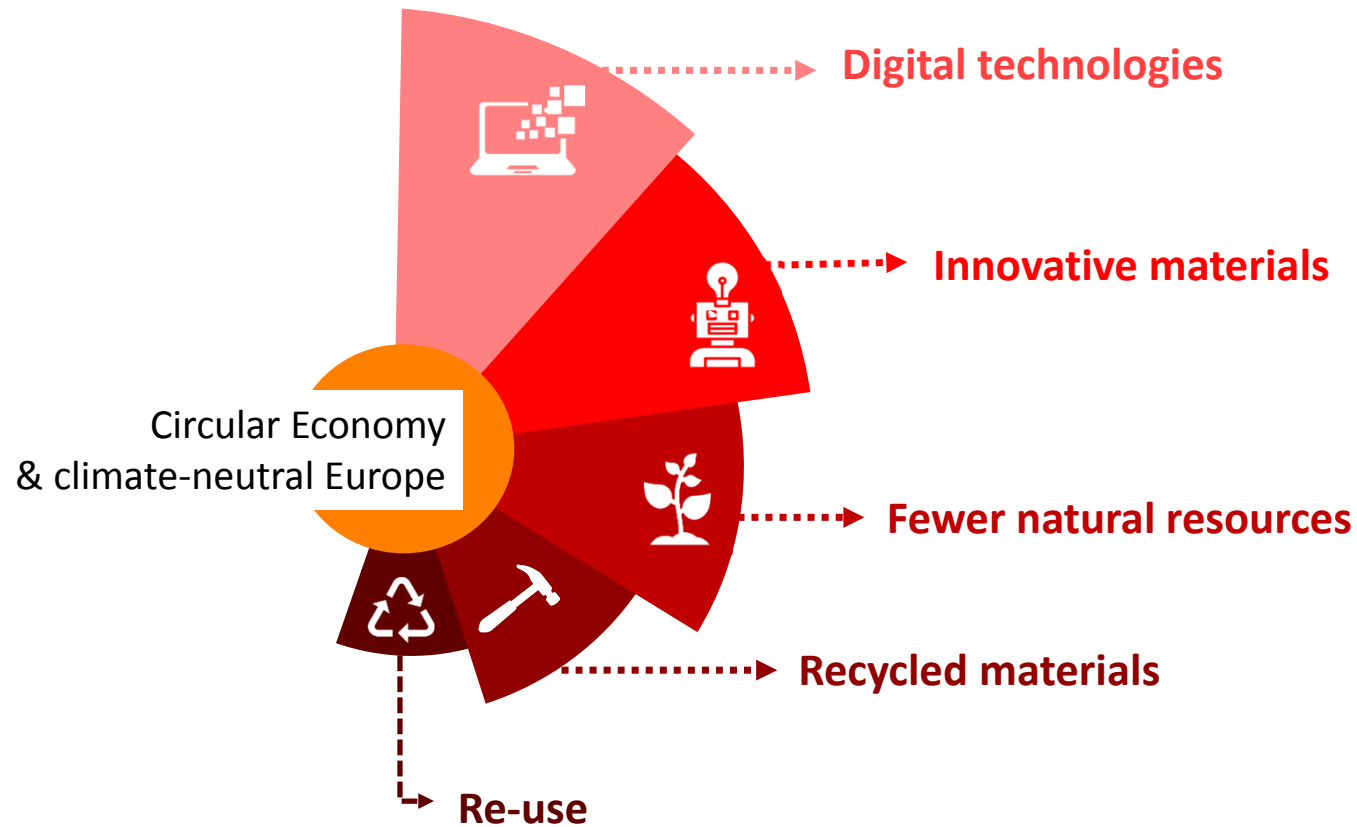 Digital technologies
Innovative materials
Circular Economy
& climate-neutral Europe
Fewer natural resources
Recycled materials
Re-use